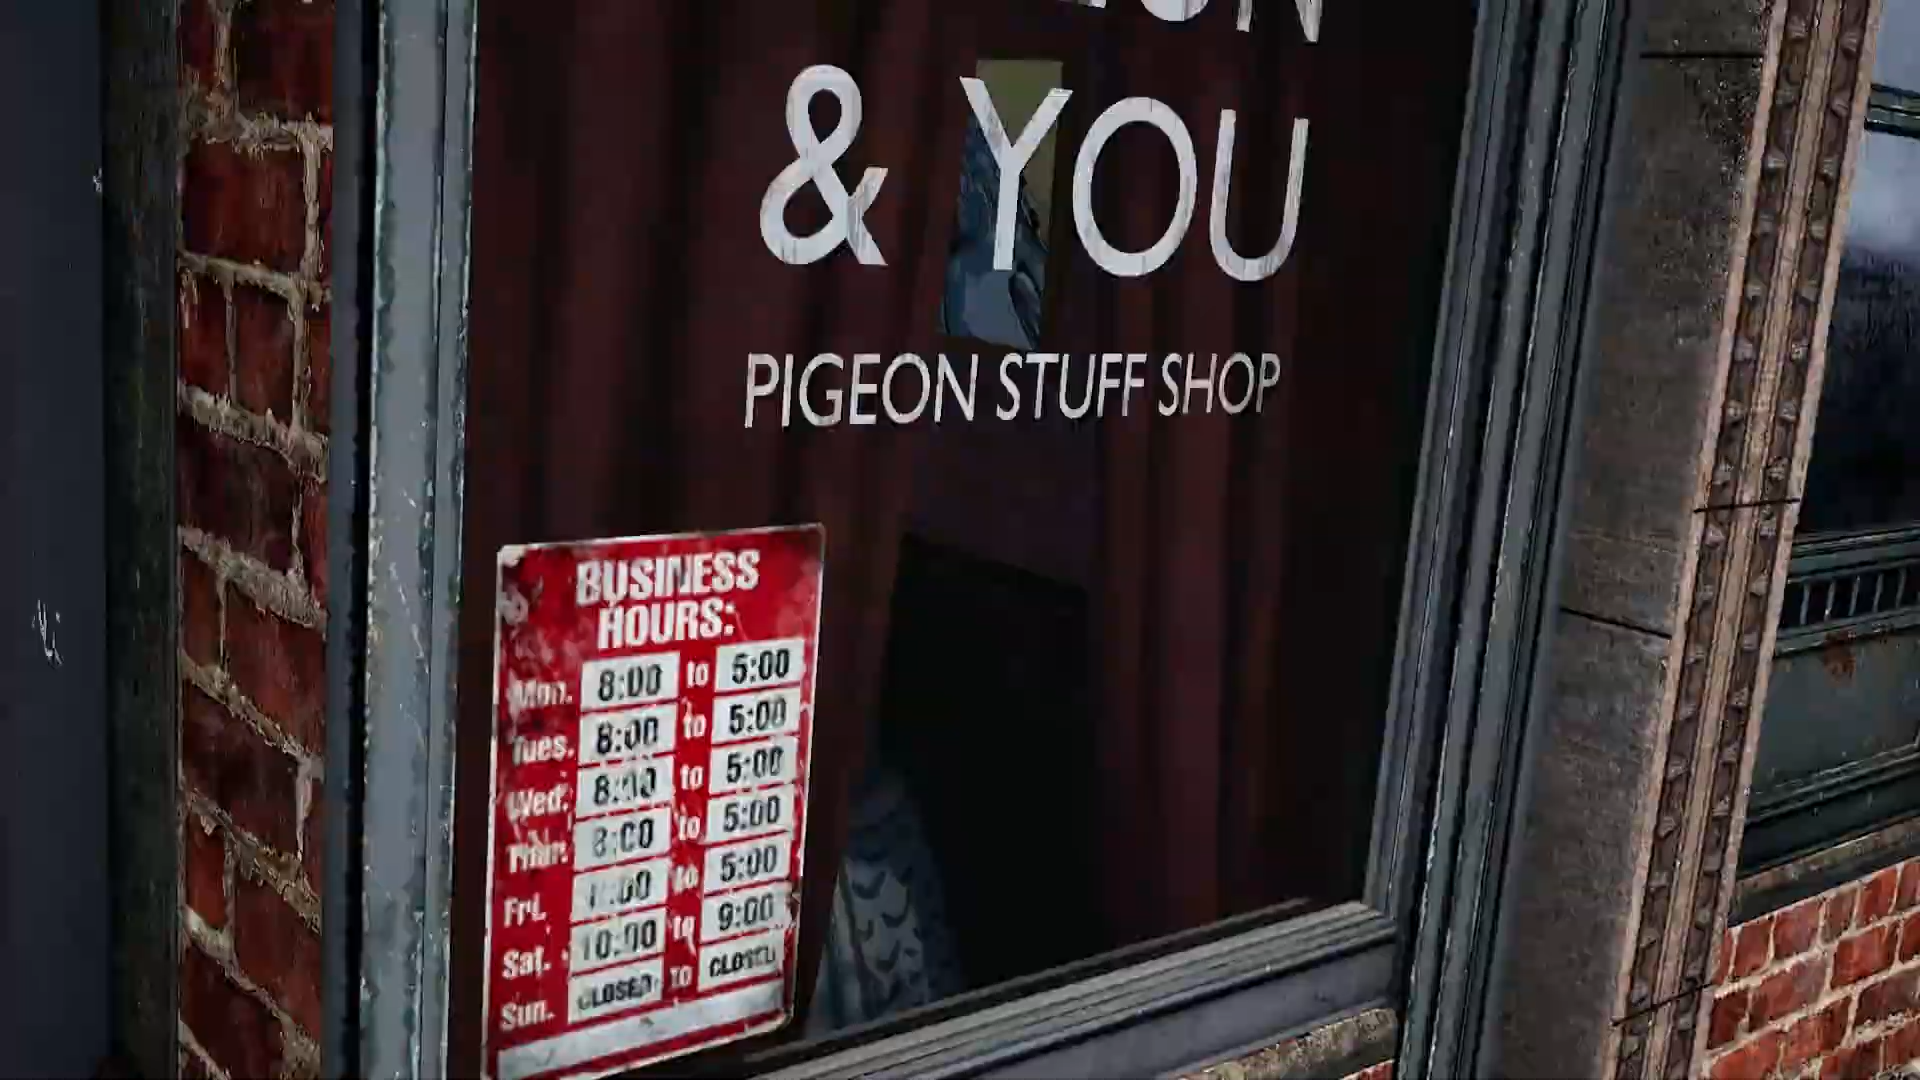 & YOU
PIGEON STUFF SHOP
BUSINESS
HOURS:
Mon. 8:00 to 5:00
Tues. 8:00 to 5:00
Wed. 8:00 to 5:00
Thur. 8:00 to 5:00
Fri. :00 to 5:00
Sat. 10:00 to 9:00
Sun. CLOSED to CLOSED